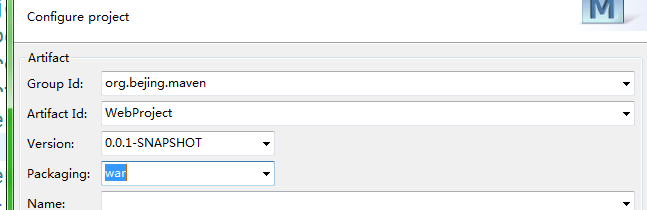 Configure project
M
Artifact
Group Id: org.bejing.maven
Artifact Id: WebProject
Version: 0.0.1-SNAPSHOT
Packaging: war
Name: